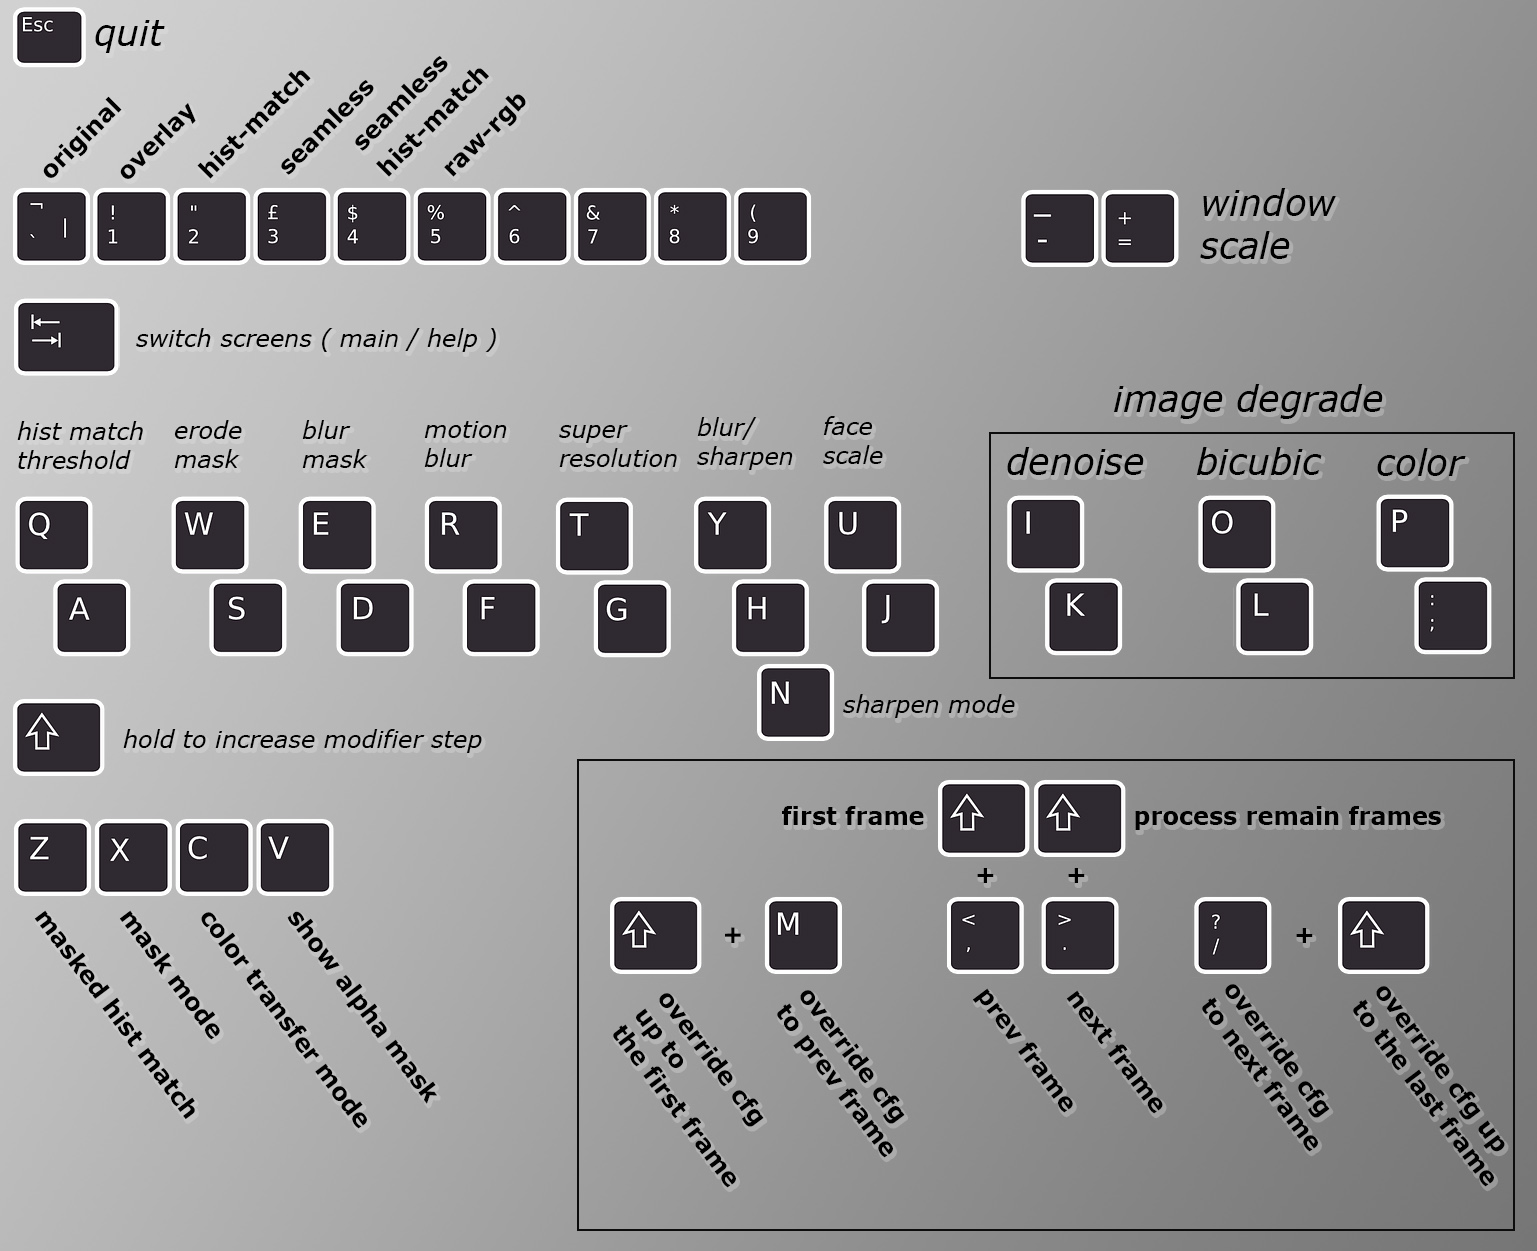 Esc quit
original
overlay
hist-match
seamless
seamless
hist-match
raw-rgb
¬ ` |
! 1
" 2
£ 3
$ 4
% 5
^ 6
& 7
* 8
( 9
— -
+ =
window
scale
switch screens ( main / help )
hist match
threshold
erode
mask
blur
mask
motion
blur
super
resolution
blur/
sharpen
face
scale
image degrade
denoise
bicubic
color
Q
W
E
R
T
Y
U
I
O
P
A
S
D
F
G
H
J
K
L
: ;
N
sharpen mode
hold to increase modifier step
Z
X
C
V
masked hist match
mask mode
color transfer mode
show alpha mask
first frame
process remain frames
+
+
+
M
< ,
> .
? /
+
override cfg
up to
the first frame
override cfg
to prev frame
prev frame
next frame
override cfg
to next frame
override cfg up
to the last frame